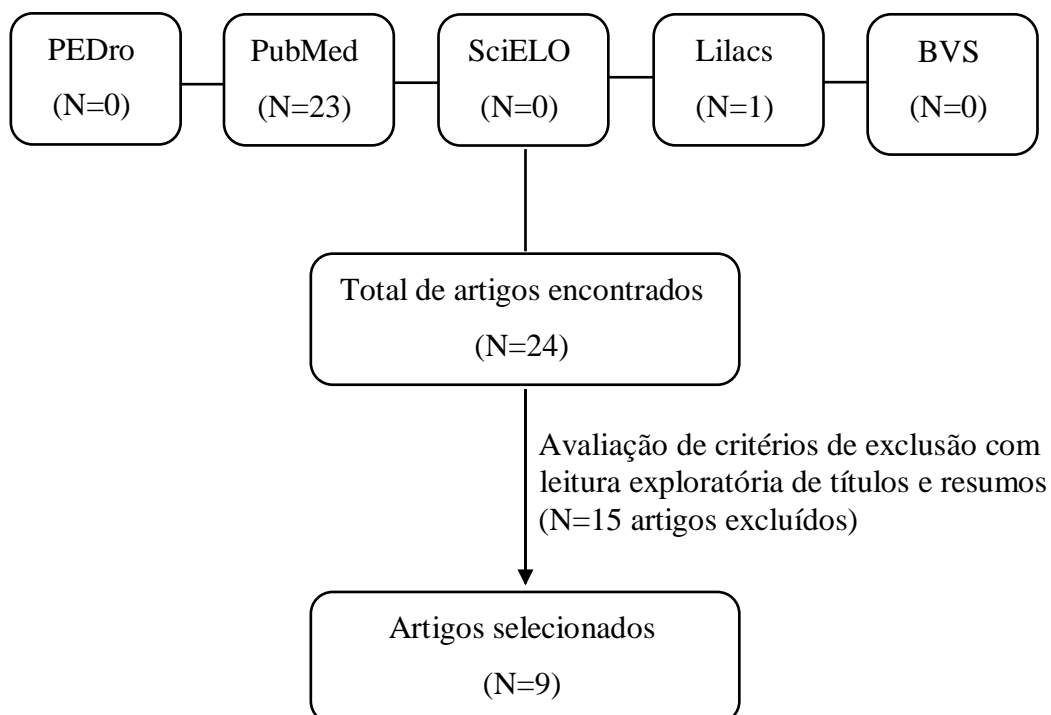 PEDro
(N=0)
PubMed
(N=23)
SciELO
(N=0)
Lilacs
(N=1)
BVS
(N=0)
Total de artigos encontrados
(N=24)
Avaliação de critérios de exclusão com
leitura exploratória de títulos e resumos
(N=15 artigos excluídos)
Artigos selecionados
(N=9)